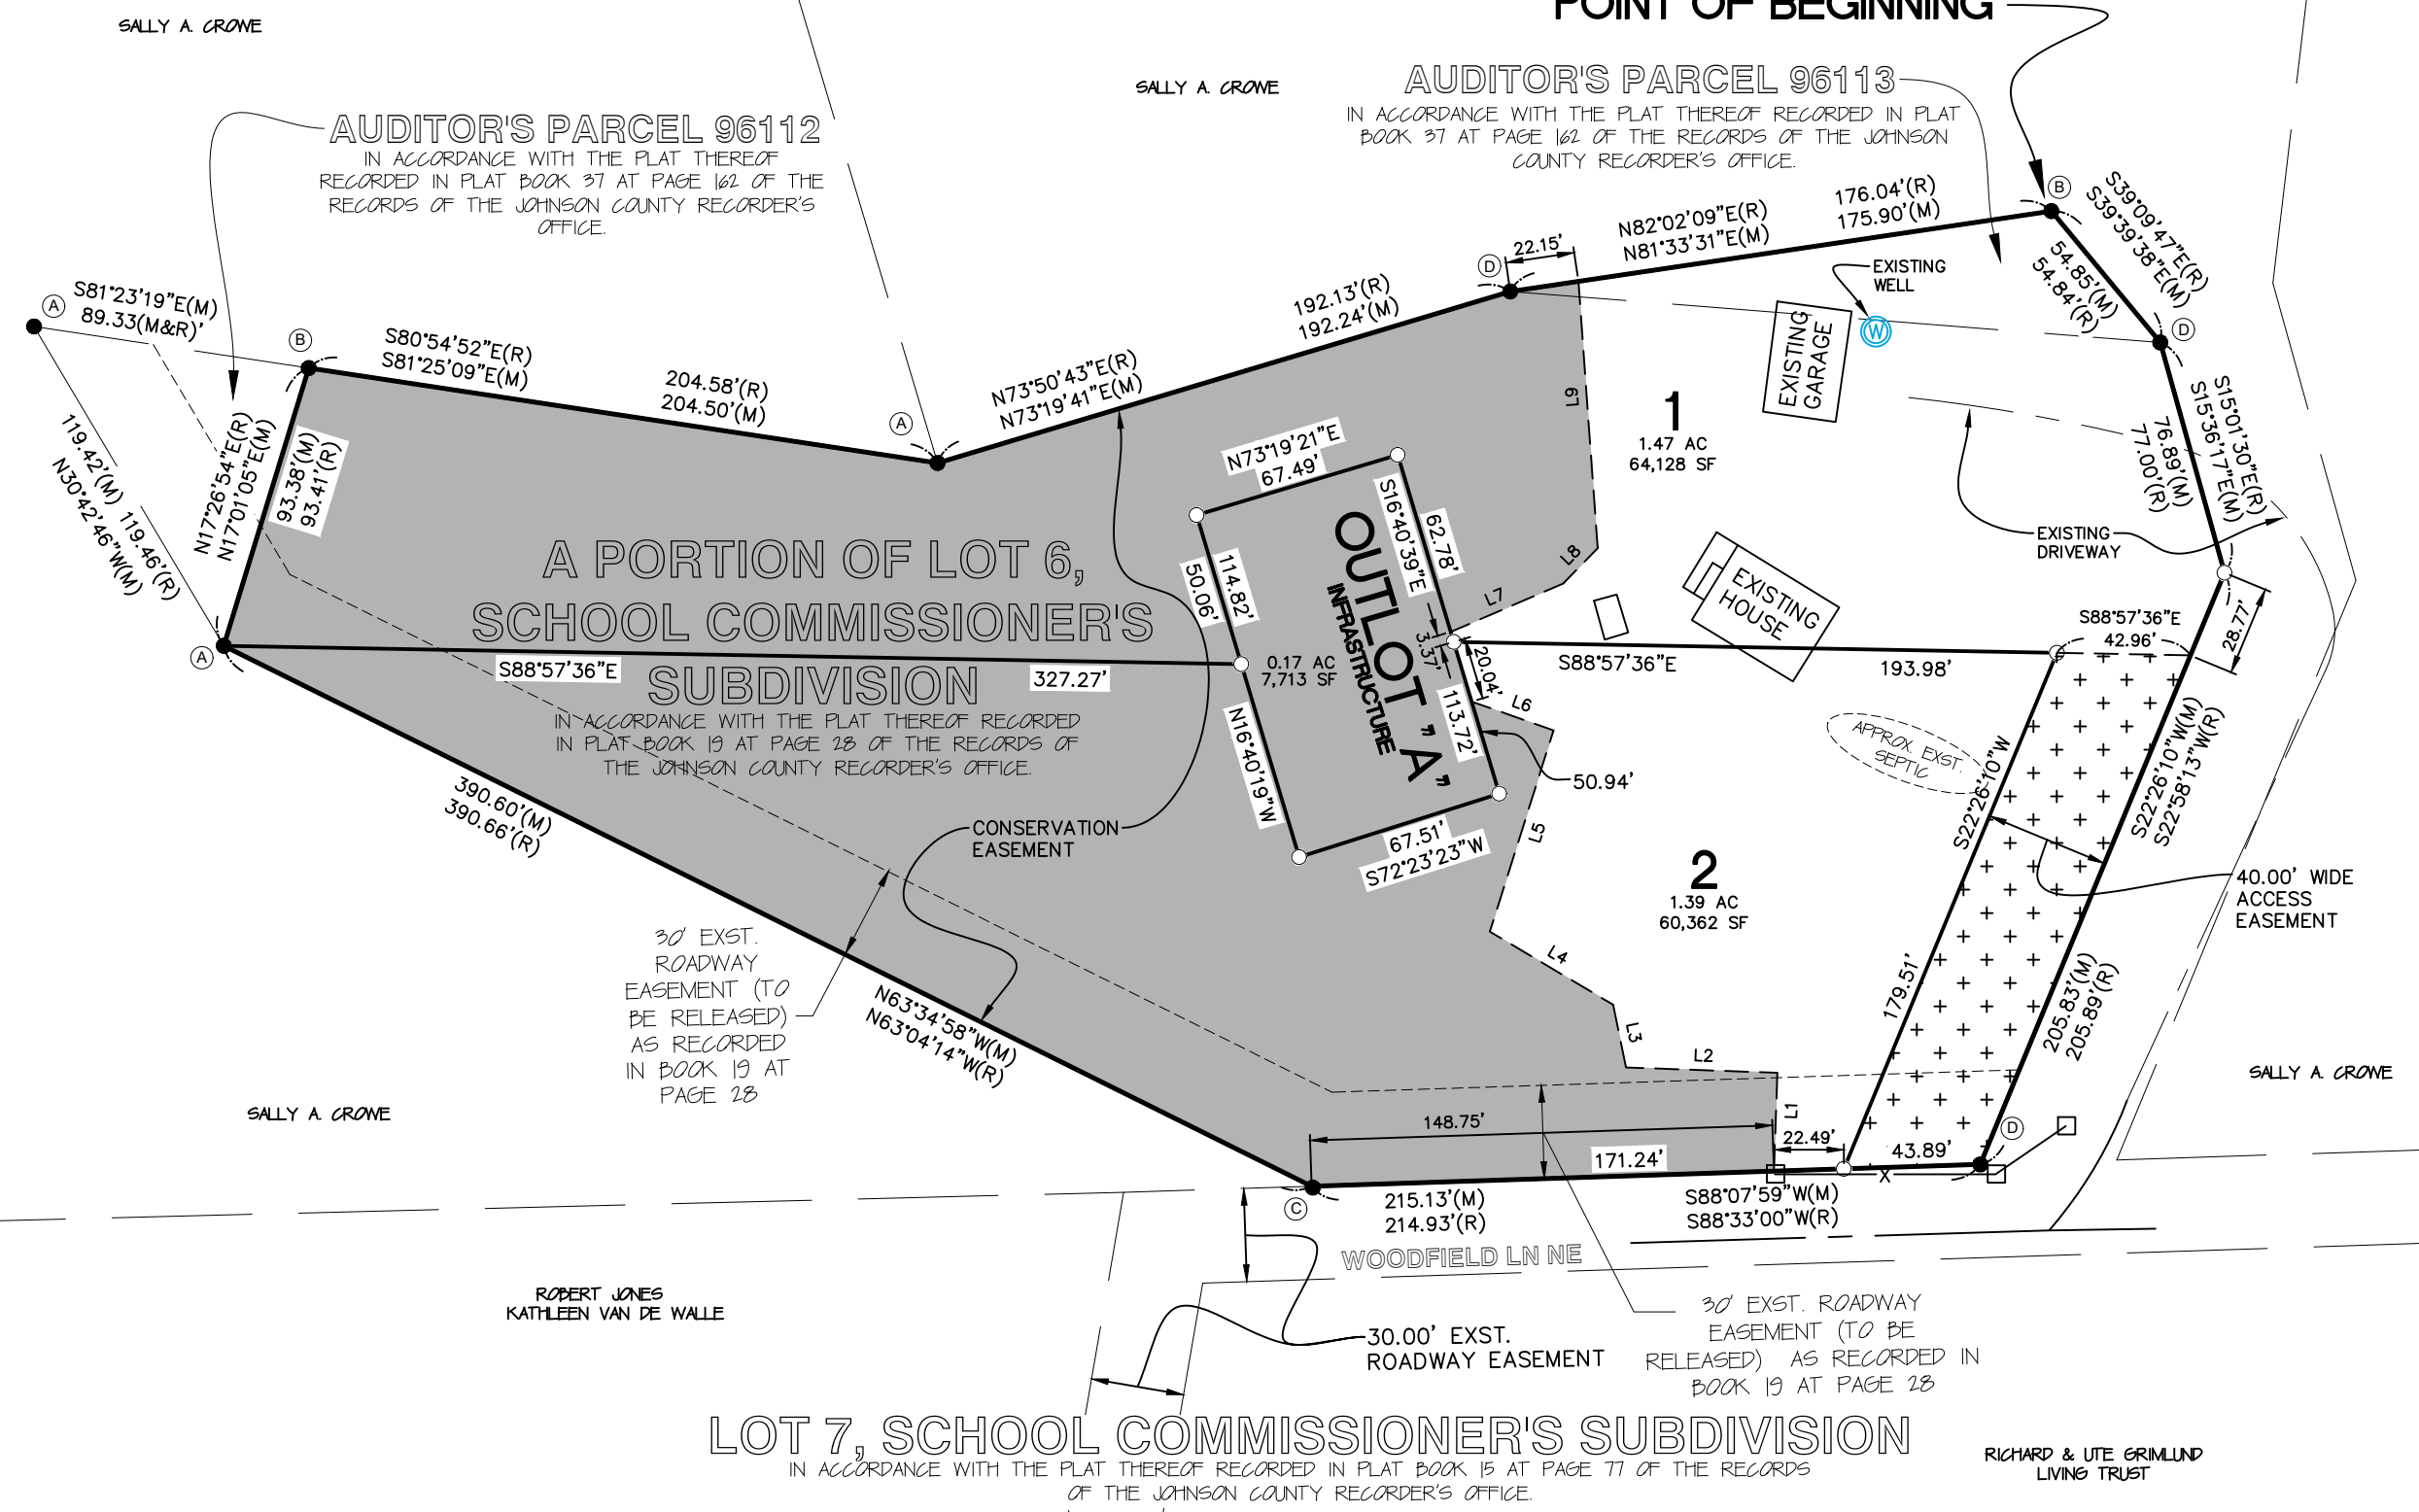 POINT OF BEGINNING
SALLY A. CROWE
SALLY A. CROWE
AUDITOR'S PARCEL 96113
IN ACCORDANCE WITH THE PLAT THEREOF RECORDED IN PLAT
BOOK 37 AT PAGE 162 OF THE RECORDS OF THE JOHNSON
COUNTY RECORDER'S OFFICE.
AUDITOR'S PARCEL 96112
IN ACCORDANCE WITH THE PLAT THEREOF
RECORDED IN PLAT BOOK 37 AT PAGE 162 OF THE
RECORDS OF THE JOHNSON COUNTY RECORDER'S
OFFICE.
A
S81°23'19"E(M)
89.33(M&R)'
B
S80°54'52"E(R)
S81°25'09"E(M)
204.58'(R)
204.50'(M)
A
N73°50'43"E(R)
N73°19'41"E(M)
192.13'(R)
192.24'(M)
D
22.15'
N82°02'09"E(R)
N81°33'31"E(M)
176.04'(R)
175.90'(M)
B
S39°09'47"E(R)
S39°39'38"E(M)
54.85'(M)
54.84'(R)
D
S15°01'30"E(R)
S15°36'17"E(M)
76.89'(M)
77.00'(R)
EXISTING
WELL
W
EXISTING
GARAGE
L9
1
1.47 AC
64,128 SF
EXISTING
DRIVEWAY
119.42'(M) 119.46'(R)
N30°42'46"W(M)
N17°26'54"E(R)
N17°01'05"E(M)
93.38'(M)
93.41'(R)
A
A PORTION OF LOT 6,
SCHOOL COMMISSIONER'S
SUBDIVISION
IN ACCORDANCE WITH THE PLAT THEREOF RECORDED
IN PLAT BOOK 19 AT PAGE 28 OF THE RECORDS OF
THE JOHNSON COUNTY RECORDER'S OFFICE.
S88°57'36"E
327.27'
N73°19'21"E
67.49'
S16°40'39"E
62.78'
114.82'
50.06'
N16°40'19"W
0.17 AC
7,713 SF
OUTLOT "A"
INFRASTRUCTURE
3.37'
20.04'
113.72'
50.94'
67.51'
S72°23'23"W
L8
L7
L6
L5
L4
L3
L2
L1
EXISTING
HOUSE
S88°57'36"E
193.98'
S88°57'36"E
42.96'
28.77'
APPROX. EXST.
SEPTIC
S22°26'10"W
179.51'
S22°26'10"W(M)
S22°58'13"W(R)
205.83'(M)
205.89'(R)
40.00' WIDE
ACCESS
EASEMENT
2
1.39 AC
60,362 SF
CONSERVATION
EASEMENT
390.60'(M)
390.66'(R)
N63°34'58"W(M)
N63°04'14"W(R)
30' EXST.
ROADWAY
EASEMENT (TO
BE RELEASED)
AS RECORDED
IN BOOK 19 AT
PAGE 28
SALLY A. CROWE
SALLY A. CROWE
148.75'
22.49'
171.24'
43.89'
X
D
C
215.13'(M)
214.93'(R)
S88°07'59"W(M)
S88°33'00"W(R)
WOODFIELD LN NE
ROBERT JONES
KATHLEEN VAN DE WALLE
30.00' EXST.
ROADWAY EASEMENT
30' EXST. ROADWAY
EASEMENT (TO BE
RELEASED) AS RECORDED IN
BOOK 19 AT PAGE 28
LOT 7, SCHOOL COMMISSIONER'S SUBDIVISION
IN ACCORDANCE WITH THE PLAT THEREOF RECORDED IN PLAT BOOK 15 AT PAGE 77 OF THE RECORDS
OF THE JOHNSON COUNTY RECORDER'S OFFICE.
RICHARD & UTE GRIMLUND
LIVING TRUST